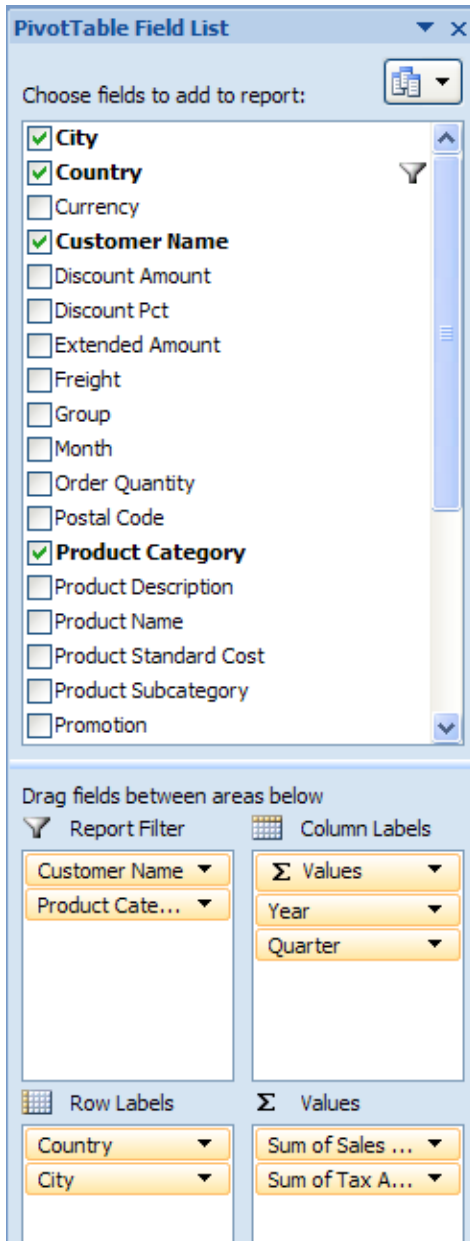 PivotTable Field List
Choose fields to add to report:
City
Country
Currency
Customer Name
Discount Amount
Discount Pct
Extended Amount
Freight
Group
Month
Order Quantity
Postal Code
Product Category
Product Description
Product Name
Product Standard Cost
Product Subcategory
Promotion
Drag fields between areas below
Report Filter
Customer Name
Product Cate...
Column Labels
Σ Values
Year
Quarter
Row Labels
Country
City
Σ Values
Sum of Sales ...
Sum of Tax A...